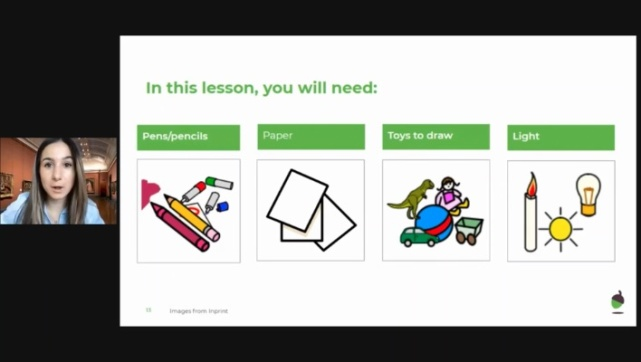 In this lesson, you will need:
Pens/pencils
Paper
Toys to draw
Light
Images from Inprint